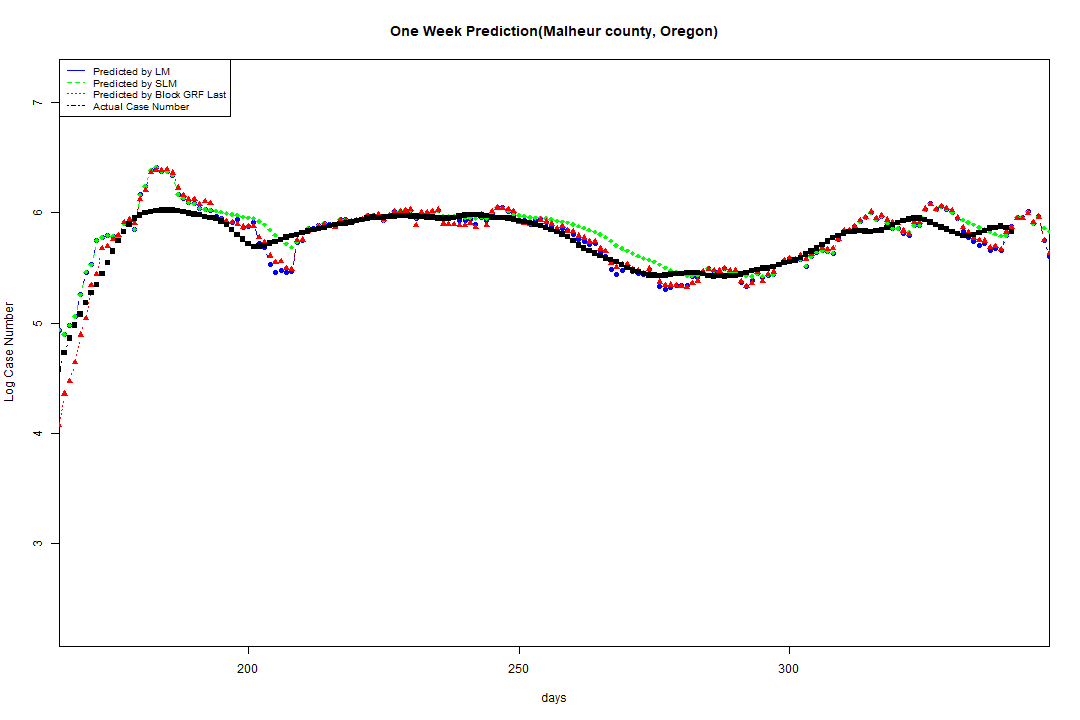 One Week Prediction(Malheur county, Oregon)
Predicted by LM
Predicted by SLM
Predicted by Block GRF Last
Actual Case Number
7
6
5
4
3
Log Case Number
200 250 300
days